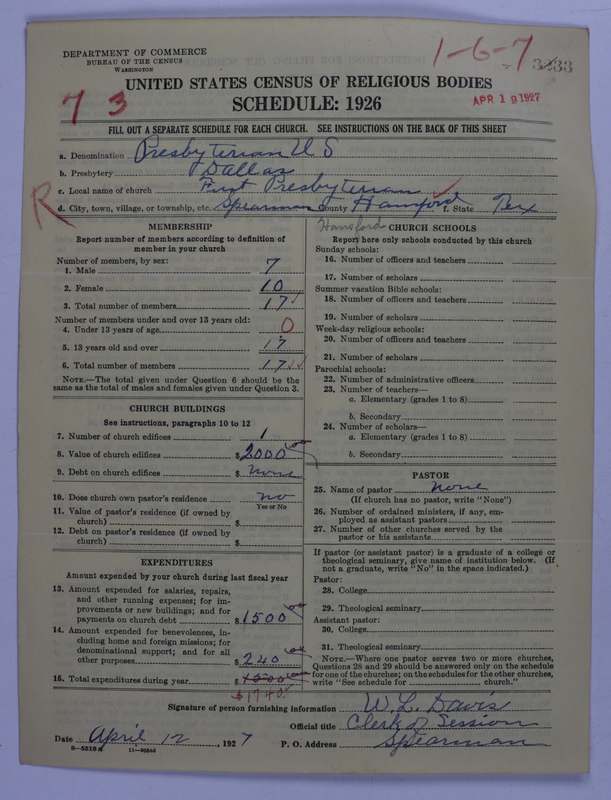 DEPARTMENT OF COMMERCE
BUREAU OF THE CENSUS
WASHINGTON
1-6-7
3233
UNITED STATES CENSUS OF RELIGIOUS BODIES
SCHEDULE: 1926
7 3
APR 19 1927
FILL OUT A SEPARATE SCHEDULE FOR EACH CHURCH. SEE INSTRUCTIONS ON THE BACK OF THIS SHEET
a. Denomination Presbyterian U S
b. Presbytery Dallas
c. Local name of church First Presbyterian
R
d. City, town, village, or township, etc. Spearman County Hansford f. State Tex
Hansford
MEMBERSHIP
Report number of members according to definition of
member in your church
Number of members, by sex:
1. Male 7
2. Female 10
3. Total number of members 17
Number of members under and over 13 years old:
4. Under 13 years of age 0
5. 13 years old and over 17
6. Total number of members 17
NOTE.—The total given under Question 6 should be the
same as the total of males and females given under Question 3.
CHURCH BUILDINGS
See instructions, paragraphs 10 to 12
7. Number of church edifices 1
8. Value of church edifices $2000
9. Debt on church edifices $ None
10. Does church own pastor's residence no
Yes or No
11. Value of pastor's residence (if owned by
church) $
12. Debt on pastor's residence (if owned by
church) $
EXPENDITURES
Amount expended by your church during last fiscal year
13. Amount expended for salaries, repairs,
and other running expenses; for im-
provements or new buildings; and for
payments on church debt $1500 00
14. Amount expended for benevolences, in-
cluding home and foreign missions; for
denominational support; and for all
other purposes $240 00
15. Total expenditures during year $1500 00
$1740.
CHURCH SCHOOLS
Report here only schools conducted by this church
Sunday schools:
16. Number of officers and teachers
17. Number of scholars
Summer vacation Bible schools:
18. Number of officers and teachers
19. Number of scholars
Week-day religious schools:
20. Number of officers and teachers
21. Number of scholars
Parochial schools:
22. Number of administrative officers
23. Number of teachers—
a. Elementary (grades 1 to 8)
b. Secondary
24. Number of scholars—
a. Elementary (grades 1 to 8)
b. Secondary
PASTOR
25. Name of pastor none
(If church has no pastor, write "None")
26. Number of ordained ministers, if any, em-
ployed as assistant pastors
27. Number of other churches served by the
pastor or his assistants
If pastor (or assistant pastor) is a graduate of a college or
theological seminary, give name of institution below. (If
not a graduate, write "No" in the space indicated.)
Pastor:
28. College
29. Theological seminary
Assistant pastor:
30. College
31. Theological seminary
NOTE.—Where one pastor serves two or more churches,
Questions 28 and 29 should be answered only on the schedule
for one of the churches; on the schedules for the other churches,
write "See schedule for church."
Signature of person furnishing information W. L. Davis
Official title Clerk of Session
Date April 12, 1927 P. O. Address Spearman